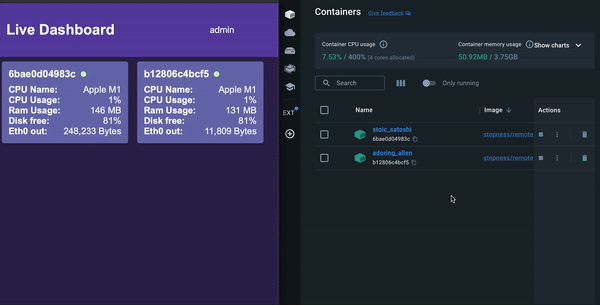 Live Dashboard
admin
6bae0d04983c
CPU Name: Apple M1
CPU Usage: 1%
Ram Usage: 146 MB
Disk free: 81%
Eth0 out: 248,233 Bytes
b12806c4bcf5
CPU Name: Apple M1
CPU Usage: 1%
Ram Usage: 131 MB
Disk free: 81%
Eth0 out: 11,809 Bytes
EXT
Containers Give feedback
Container CPU usage
7.53% / 400% (4 cores allocated)
Container memory usage
50.92MB / 3.75GB
Show charts
Search
Only running
Name Image Actions
stoic_satoshi
6bae0d04983c
stepness/remote
adoring_allen
b12806c4bcf5
stepness/remote